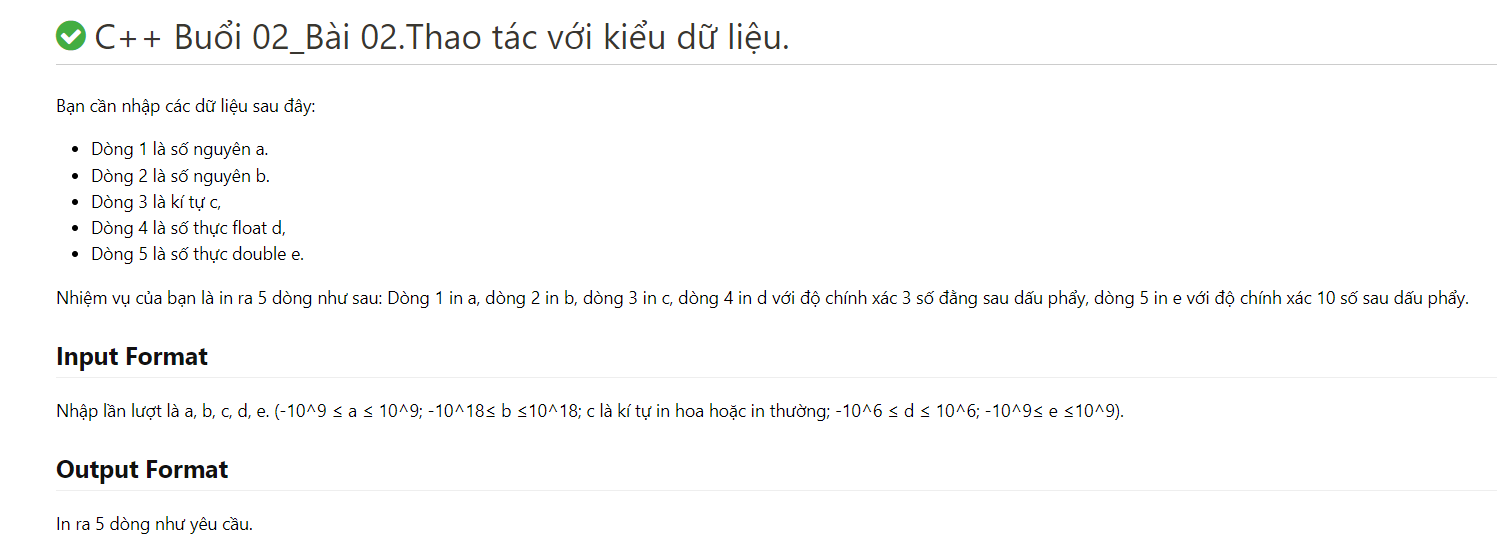 C++ Buổi 02_Bài 02.Thao tác với kiểu dữ liệu.
Bạn cần nhập các dữ liệu sau đây:
• Dòng 1 là số nguyên a.
• Dòng 2 là số nguyên b.
• Dòng 3 là kí tự c,
• Dòng 4 là số thực float d,
• Dòng 5 là số thực double e.
Nhiệm vụ của bạn là in ra 5 dòng như sau: Dòng 1 in a, dòng 2 in b, dòng 3 in c, dòng 4 in d với độ chính xác 3 số đằng sau dấu phẩy, dòng 5 in e với độ chính xác 10 số sau dấu phẩy.
Input Format
Nhập lần lượt là a, b, c, d, e. (-10^9 ≤ a ≤ 10^9; -10^18≤ b ≤10^18; c là kí tự in hoa hoặc in thường; -10^6 ≤ d ≤ 10^6; -10^9≤ e ≤10^9).
Output Format
In ra 5 dòng như yêu cầu.